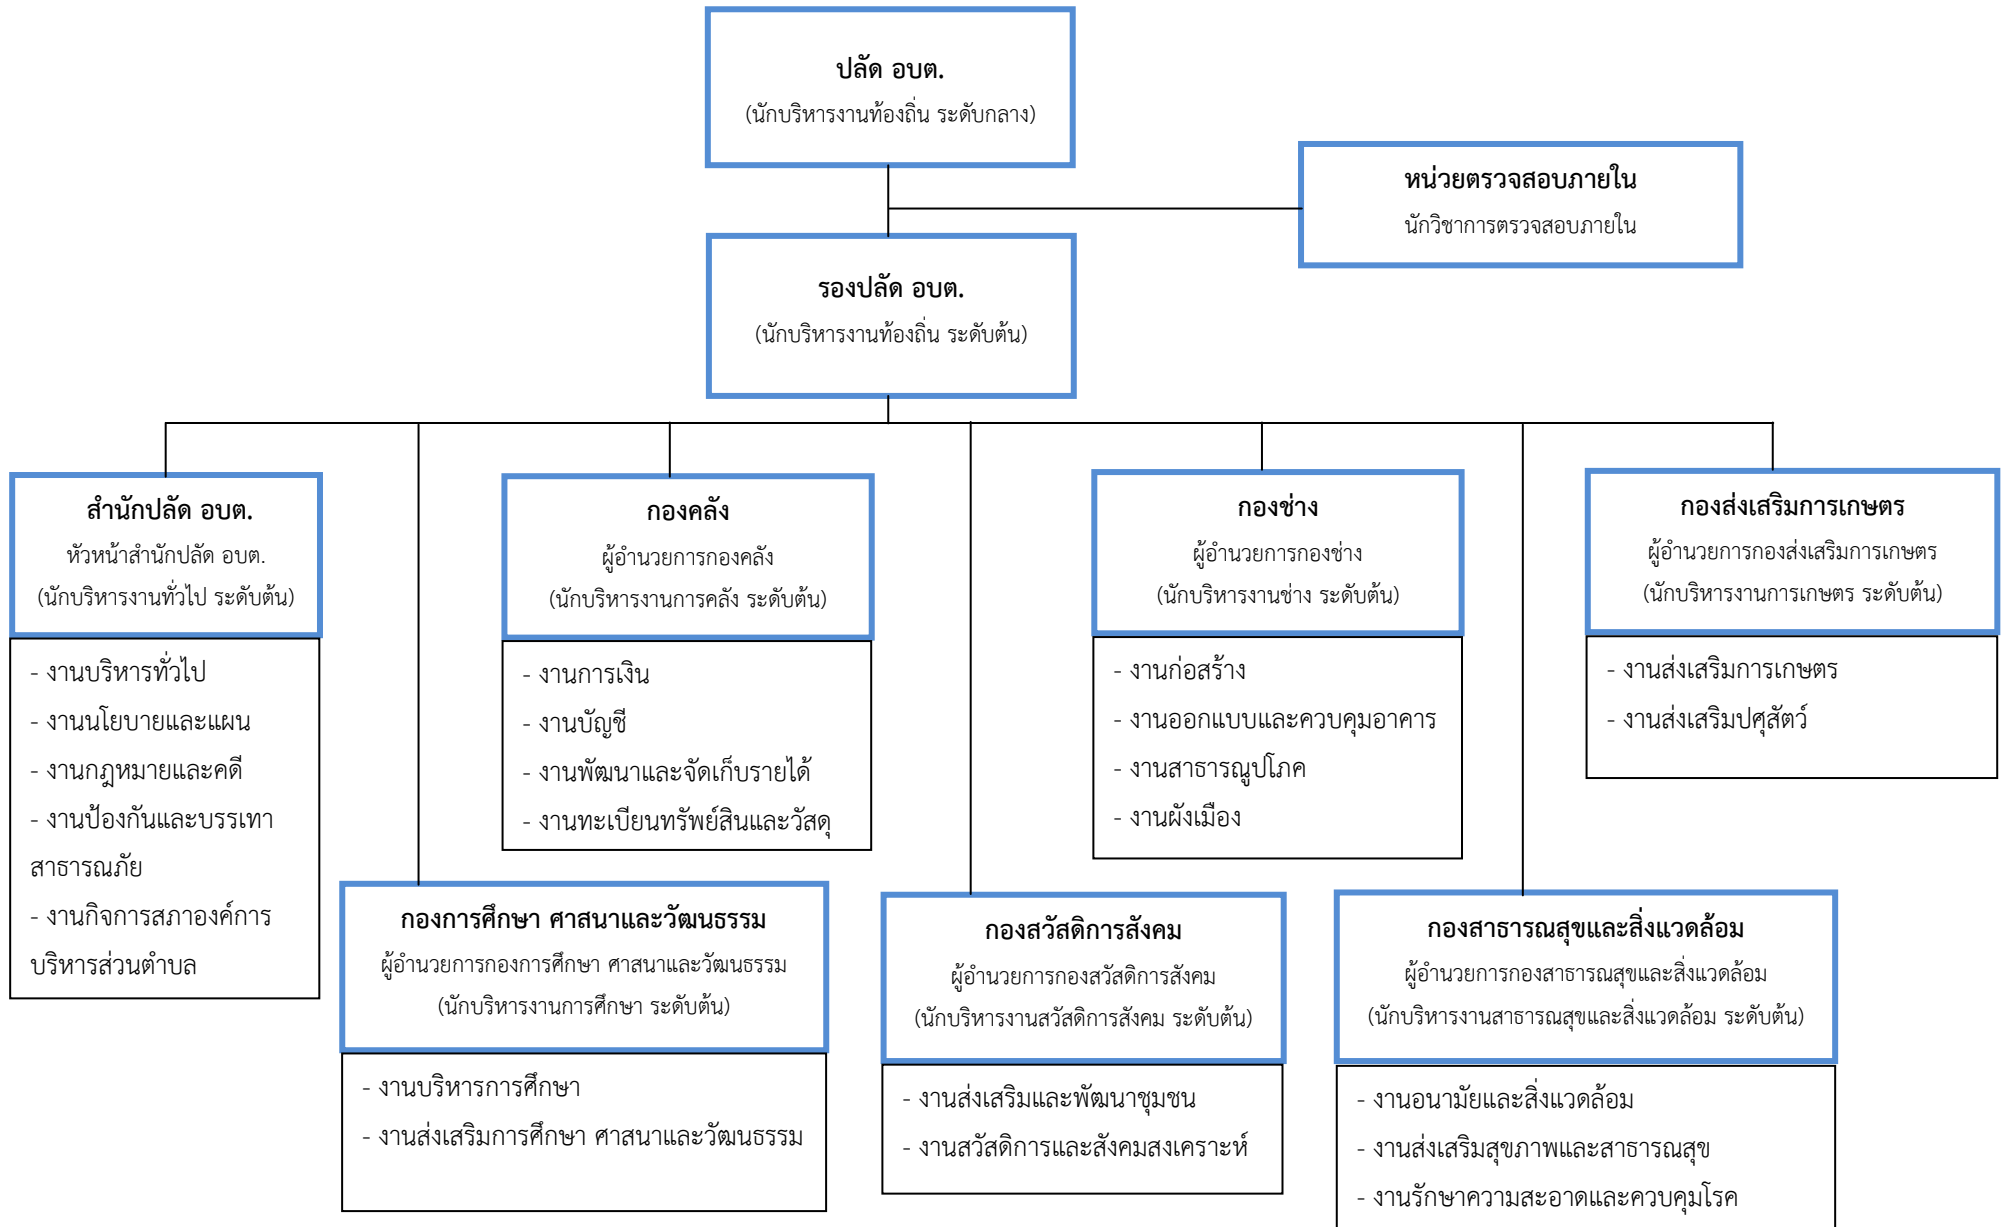 ปลัด อบต.
(นักบริหารงานท้องถิ่น ระดับกลาง)
หน่วยตรวจสอบภายใน
นักวิชาการตรวจสอบภายใน
รองปลัด อบต.
(นักบริหารงานท้องถิ่น ระดับต้น)
สำนักปลัด อบต.
หัวหน้าสำนักปลัด อบต.
(นักบริหารงานทั่วไป ระดับต้น)
- งานบริหารทั่วไป
- งานนโยบายและแผน
- งานกฎหมายและคดี
- งานป้องกันและบรรเทา
สาธารณภัย
- งานกิจการสภาองค์การ
บริหารส่วนตำบล
กองคลัง
ผู้อำนวยการกองคลัง
(นักบริหารงานการคลัง ระดับต้น)
- งานการเงิน
- งานบัญชี
- งานพัฒนาและจัดเก็บรายได้
- งานทะเบียนทรัพย์สินและวัสดุ
กองช่าง
ผู้อำนวยการกองช่าง
(นักบริหารงานช่าง ระดับต้น)
- งานก่อสร้าง
- งานออกแบบและควบคุมอาคาร
- งานสาธารณูปโภค
- งานผังเมือง
กองส่งเสริมการเกษตร
ผู้อำนวยการกองส่งเสริมการเกษตร
(นักบริหารงานการเกษตร ระดับต้น)
- งานส่งเสริมการเกษตร
- งานส่งเสริมปศุสัตว์
กองการศึกษา ศาสนาและวัฒนธรรม
ผู้อำนวยการกองการศึกษา ศาสนาและวัฒนธรรม
(นักบริหารงานการศึกษา ระดับต้น)
- งานบริหารการศึกษา
- งานส่งเสริมการศึกษา ศาสนาและวัฒนธรรม
กองสวัสดิการสังคม
ผู้อำนวยการกองสวัสดิการสังคม
(นักบริหารงานสวัสดิการสังคม ระดับต้น)
- งานส่งเสริมและพัฒนาชุมชน
- งานสวัสดิการและสังคมสงเคราะห์
กองสาธารณสุขและสิ่งแวดล้อม
ผู้อำนวยการกองสาธารณสุขและสิ่งแวดล้อม
(นักบริหารงานสาธารณสุขและสิ่งแวดล้อม ระดับต้น)
- งานอนามัยและสิ่งแวดล้อม
- งานส่งเสริมสุขภาพและสาธารณสุข
- งานรักษาความสะอาดและควบคุมโรค